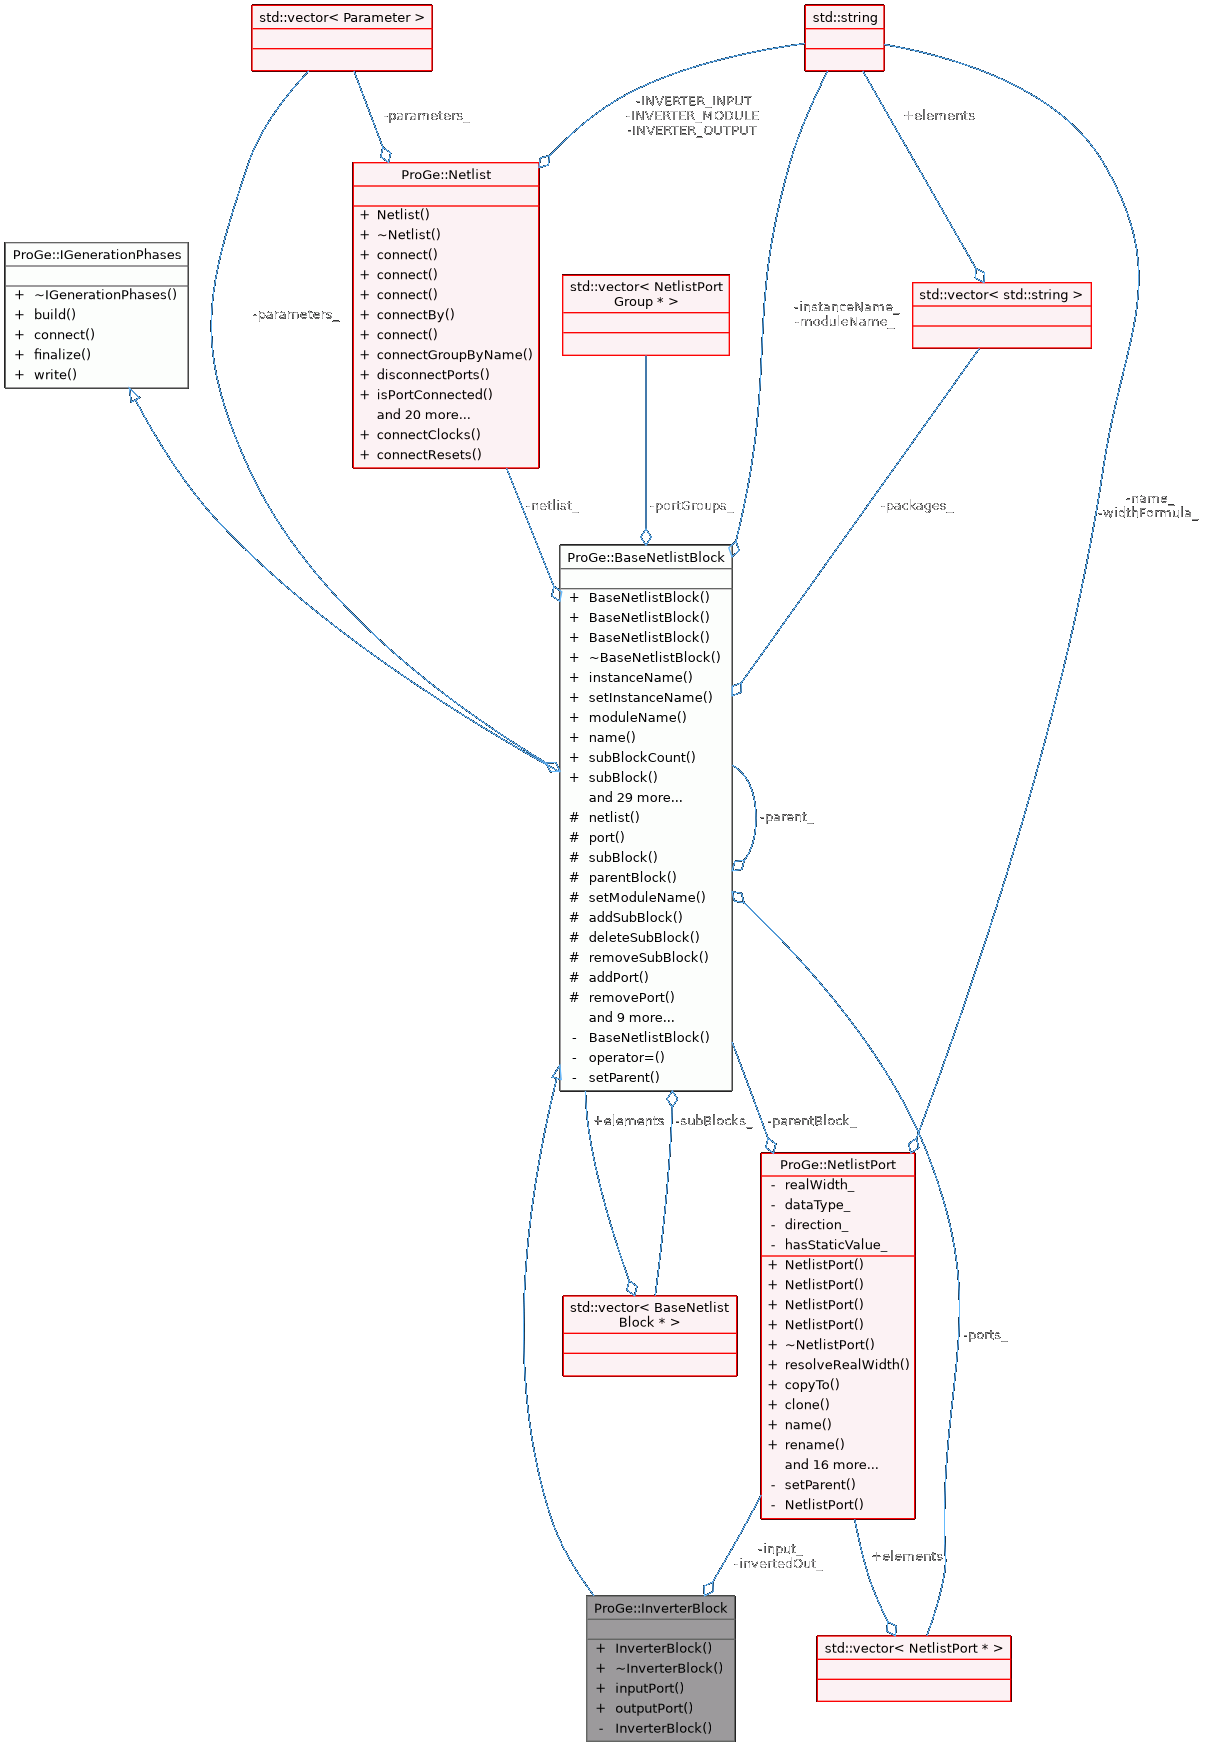 std::vector< Parameter >
std::string
-INVERTER_INPUT
-INVERTER_MODULE
-INVERTER_OUTPUT
-parameters_
+elements
ProGe::Netlist
+ Netlist()
+ ~Netlist()
+ connect()
+ connect()
+ connect()
+ connectBy()
+ connect()
+ connectGroupByName()
+ disconnectPorts()
+ isPortConnected()
and 20 more...
+ connectClocks()
+ connectResets()
ProGe::IGenerationPhases
+ ~IGenerationPhases()
+ build()
+ connect()
+ finalize()
+ write()
-parameters_
std::vector< NetlistPort
Group * >
-instanceName_
-moduleName_
std::vector< std::string >
-netlist_
-portGroups_
-packages_
-name_
-widthFormula_
ProGe::BaseNetlistBlock
+ BaseNetlistBlock()
+ BaseNetlistBlock()
+ BaseNetlistBlock()
+ ~BaseNetlistBlock()
+ instanceName()
+ setInstanceName()
+ moduleName()
+ name()
+ subBlockCount()
+ subBlock()
and 29 more...
# netlist()
# port()
# subBlock()
# parentBlock()
# setModuleName()
# addSubBlock()
# deleteSubBlock()
# removeSubBlock()
# addPort()
# removePort()
and 9 more...
- BaseNetlistBlock()
- operator=()
- setParent()
-parent_
+elements
-subBlocks_
-parentBlock_
ProGe::NetlistPort
- realWidth_
- dataType_
- direction_
- hasStaticValue_
+ NetlistPort()
+ NetlistPort()
+ NetlistPort()
+ NetlistPort()
+ ~NetlistPort()
+ resolveRealWidth()
+ copyTo()
+ clone()
+ name()
+ rename()
and 16 more...
- setParent()
- NetlistPort()
std::vector< BaseNetlist
Block * >
-ports_
-input_
-invertedOut_
+elements
ProGe::InverterBlock
+ InverterBlock()
+ ~InverterBlock()
+ inputPort()
+ outputPort()
- InverterBlock()
std::vector< NetlistPort * >